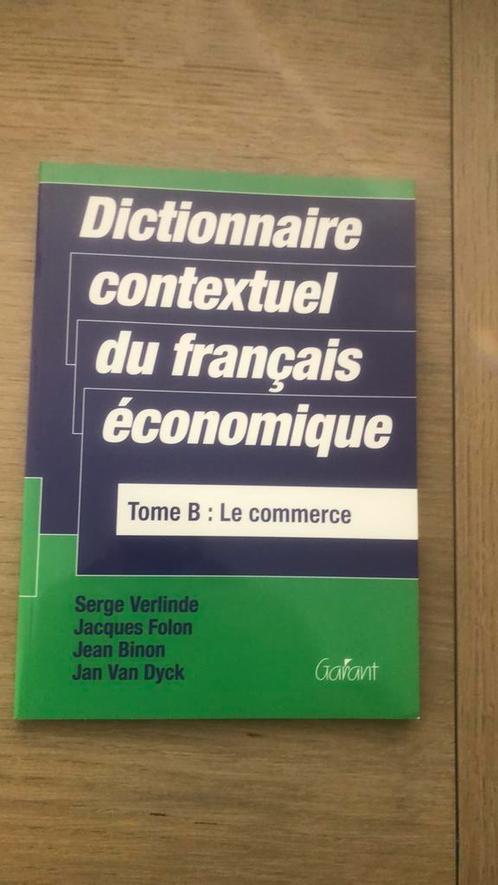 Dictionnaire
contextuel
du français
économique
Tome B : Le commerce
Serge Verlinde
Jacques Folon
Jean Binon
Jan Van Dyck
Garant